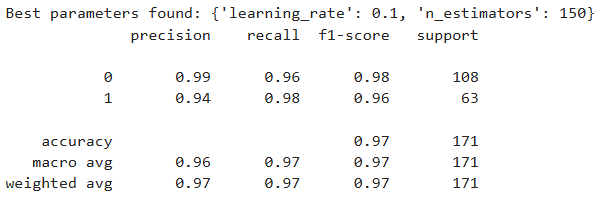 Best parameters found: {'learning_rate': 0.1, 'n_estimators': 150}
precision recall f1-score support
0 0.99 0.96 0.98 108
1 0.94 0.98 0.96 63
accuracy 0.97 171
macro avg 0.96 0.97 0.97 171
weighted avg 0.97 0.97 0.97 171